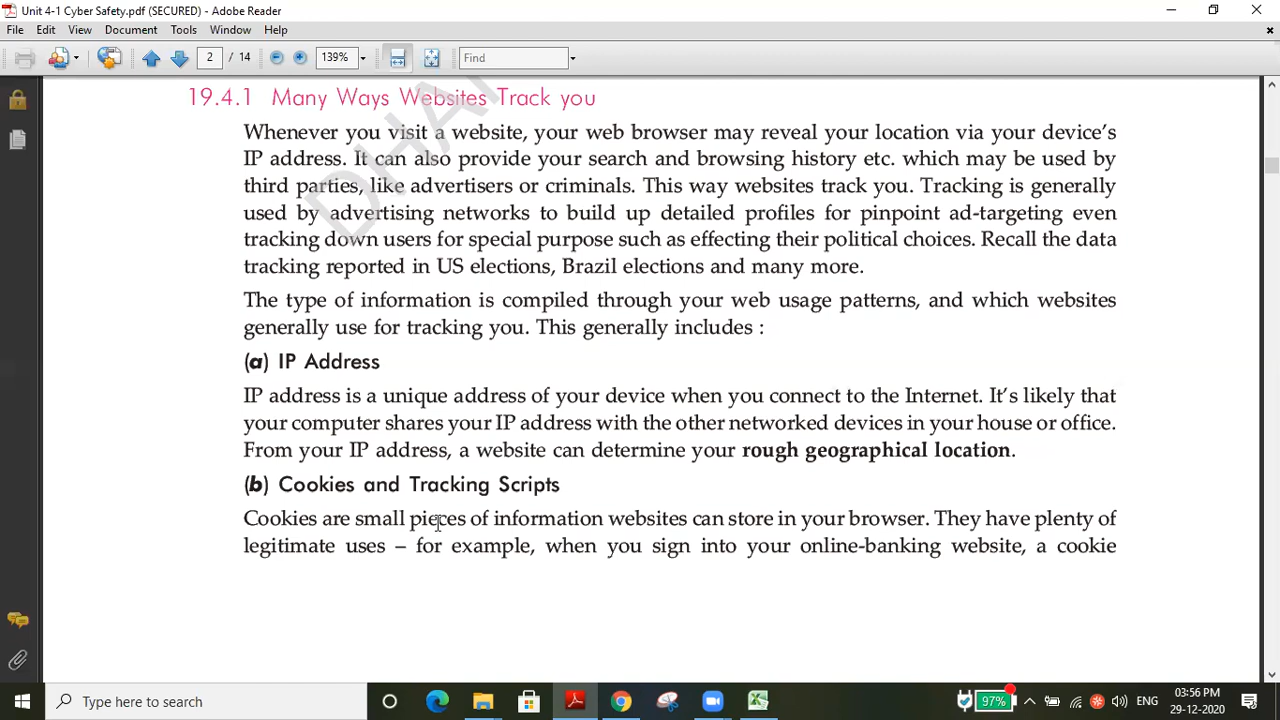 Unit 4-1 Cyber Safety.pdf (SECURED) - Adobe Reader
File Edit View Document Tools Window Help
2 / 14 139% Find
19.4.1 Many Ways Websites Track you
Whenever you visit a website, your web browser may reveal your location via your device's
IP address. It can also provide your search and browsing history etc. which may be used by
third parties, like advertisers or criminals. This way websites track you. Tracking is generally
used by advertising networks to build up detailed profiles for pinpoint ad-targeting even
tracking down users for special purpose such as effecting their political choices. Recall the data
tracking reported in US elections, Brazil elections and many more.
The type of information is compiled through your web usage patterns, and which websites
generally use for tracking you. This generally includes :
(a) IP Address
IP address is a unique address of your device when you connect to the Internet. It's likely that
your computer shares your IP address with the other networked devices in your house or office.
From your IP address, a website can determine your rough geographical location.
(b) Cookies and Tracking Scripts
Cookies are small pieces of information websites can store in your browser. They have plenty of
legitimate uses – for example, when you sign into your online-banking website, a cookie
Type here to search
97% ENG
03:56 PM
29-12-2020